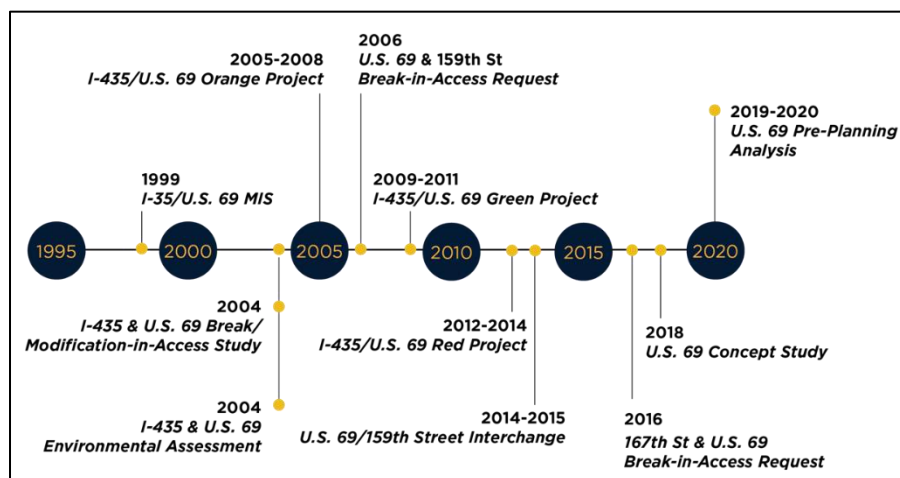 2005-2008
I-435/U.S. 69 Orange Project
2006
U.S. 69 & 159th St
Break-in-Access Request
2019-2020
U.S. 69 Pre-Planning
Analysis
1999
I-35/U.S. 69 MIS
2009-2011
I-435/U.S. 69 Green Project
1995
2000
2005
2010
2015
2020
2004
I-435 & U.S. 69 Break/
Modification-in-Access Study
2012-2014
I-435/U.S. 69 Red Project
2018
U.S. 69 Concept Study
2004
I-435 & U.S. 69
Environmental Assessment
2014-2015
U.S. 69/159th Street Interchange
2016
167th St & U.S. 69
Break-in-Access Request